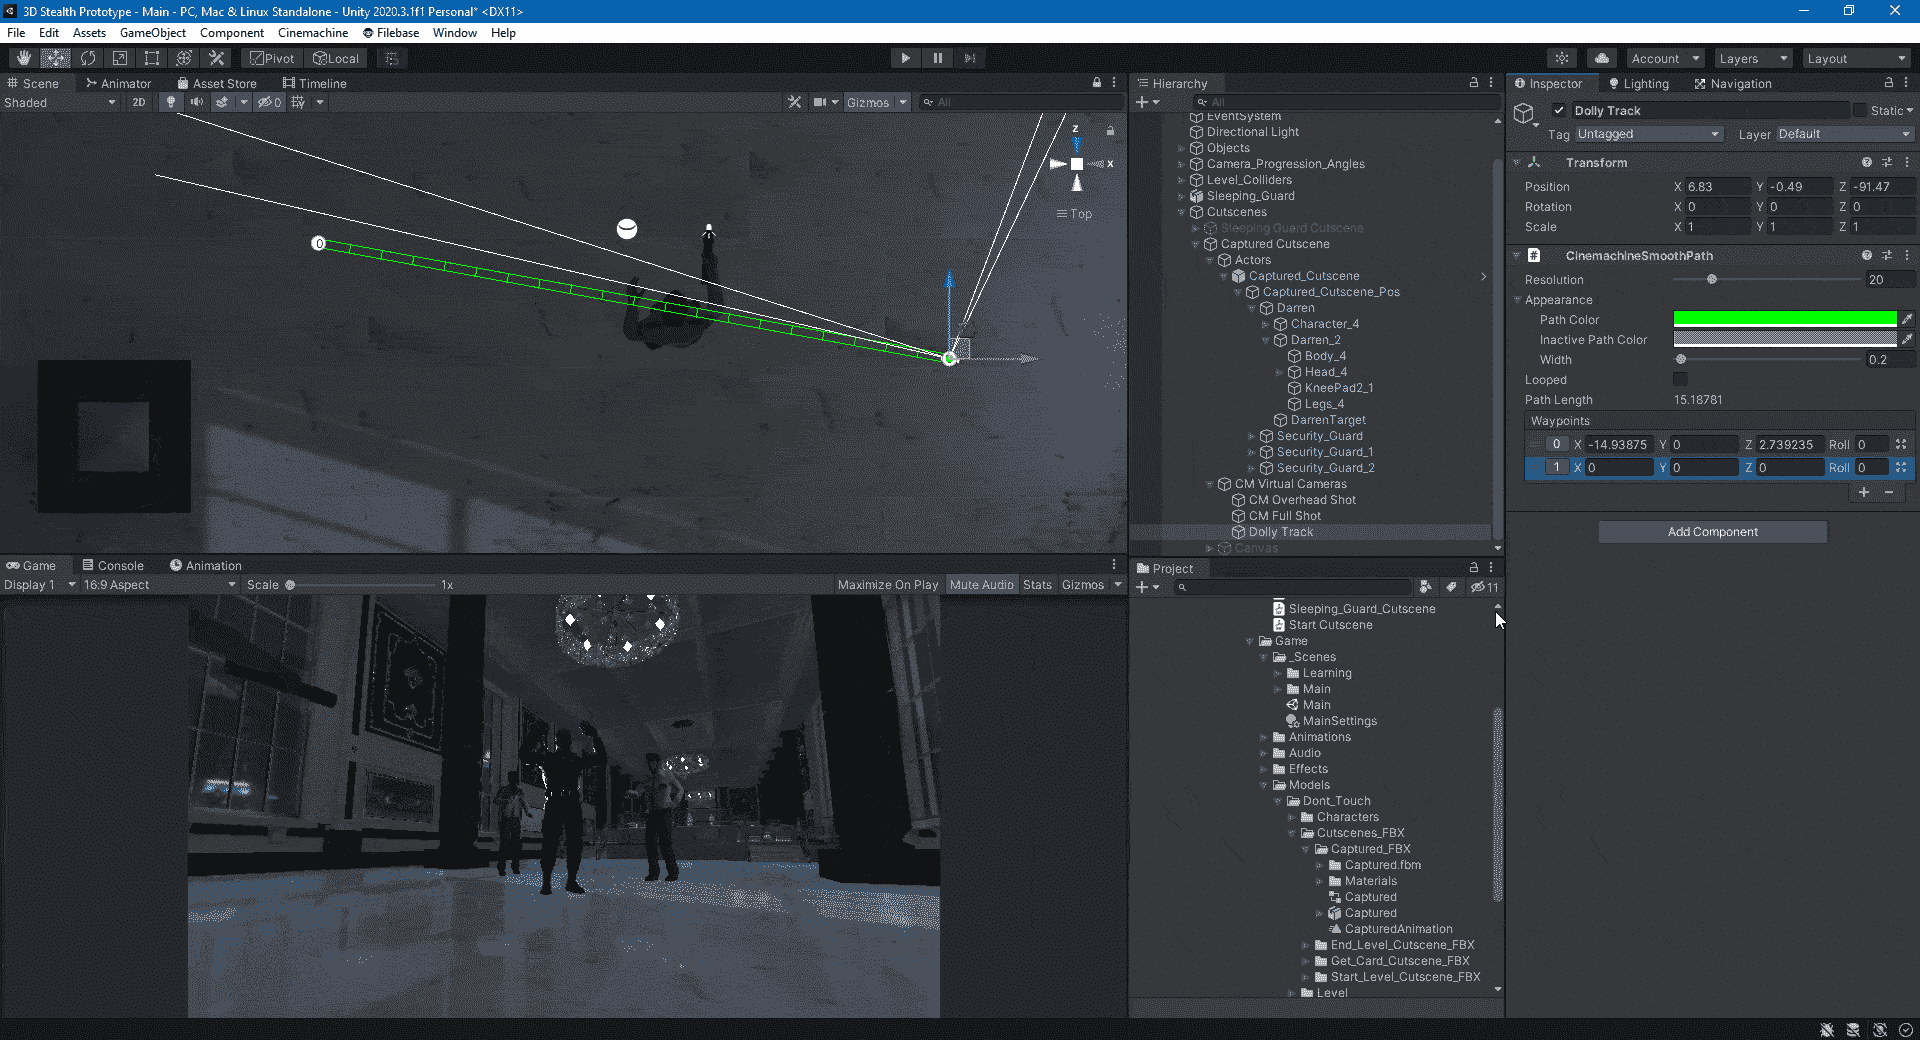 3D Stealth Prototype - Main - PC, Mac & Linux Standalone - Unity 2020.3.1f1 Personal* <DX11>
File Edit Assets GameObject Component Cinemachine Filebase Window Help
Pivot Local Account Layers Layout
Scene Animator Asset Store Timeline
Shaded 2D 0 Gizmos All
z
x
Top
0
Game Console Animation
Display 1 16:9 Aspect Scale 1x Maximize On Play Mute Audio Stats Gizmos
Hierarchy
All
EventSystem
Directional Light
Objects
Camera_Progression_Angles
Level_Colliders
Sleeping_Guard
Cutscenes
Sleeping Guard Cutscene
Captured Cutscene
Actors
Captured_Cutscene
Captured_Cutscene_Pos
Darren
Character_4
Darren_2
Body_4
Head_4
KneePad2_1
Legs_4
DarrenTarget
Security_Guard
Security_Guard_1
Security_Guard_2
CM Virtual Cameras
CM Overhead Shot
CM Full Shot
Dolly Track
Canvas
Project
11
Sleeping_Guard_Cutscene
Start Cutscene
Game
_Scenes
Learning
Main
Main
MainSettings
Animations
Audio
Effects
Models
Dont_Touch
Characters
Cutscenes_FBX
Captured_FBX
Captured.fbm
Materials
Captured
Captured
CapturedAnimation
End_Level_Cutscene_FBX
Get_Card_Cutscene_FBX
Start_Level_Cutscene_FBX
Level
Inspector Lighting Navigation
Dolly Track Static
Tag Untagged Layer Default
Transform
Position X 6.83 Y -0.49 Z -91.47
Rotation X 0 Y 0 Z 0
Scale X 1 Y 1 Z 1
# CinemachineSmoothPath
Resolution 20
Appearance
Path Color
Inactive Path Color
Width 0.2
Looped
Path Length 15.18781
Waypoints
0 X -14.93875 Y 0 Z 2.739235 Roll 0
1 X 0 Y 0 Z 0 Roll 0
Add Component